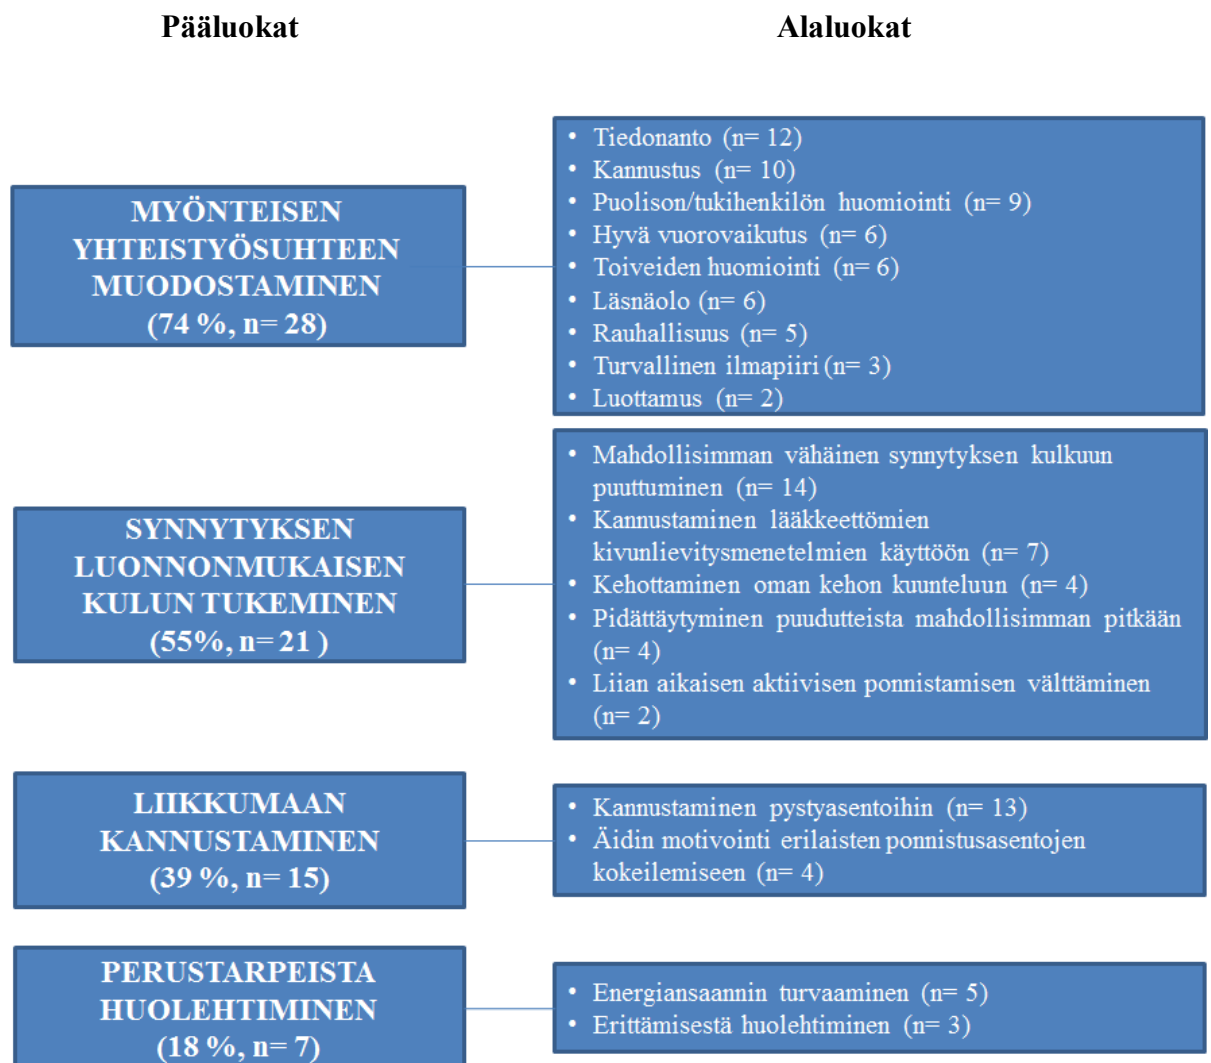 Pääluokat
Alaluokat
MYÖNTEISEN
YHTEISTYÖSUHTEEN
MUODOSTAMINEN
(74 %, n= 28)
• Tiedonanto (n= 12)
• Kannustus (n= 10)
• Puolison/tukihenkilön huomiointi (n= 9)
• Hyvä vuorovaikutus (n= 6)
• Toiveiden huomiointi (n= 6)
• Läsnäolo (n= 6)
• Rauhallisuus (n= 5)
• Turvallinen ilmapiiri (n= 3)
• Luottamus (n= 2)
SYNNYTYKSEN
LUONNONMUKAISEN
KULUN TUKEMINEN
(55%, n= 21 )
• Mahdollisimman vähäinen synnytyksen kulkuun
puuttuminen (n= 14)
• Kannustaminen lääkkeettömien
kivunlievitysmenetelmien käyttöön (n= 7)
• Kehottaminen oman kehon kuunteluun (n= 4)
• Pidättäytyminen puudutteista mahdollisimman pitkään
(n= 4)
• Liian aikaisen aktiivisen ponnistamisen välttäminen
(n= 2)
LIIKKUMAAN
KANNUSTAMINEN
(39 %, n= 15)
• Kannustaminen pystyasentoihin (n= 13)
• Äidin motivointi erilaisten ponnistusasentojen
kokeilemiseen (n= 4)
PERUSTARPEISTA
HUOLEHTIMINEN
(18 %, n= 7)
• Energiansaannin turvaaminen (n= 5)
• Erittämisestä huolehtiminen (n= 3)